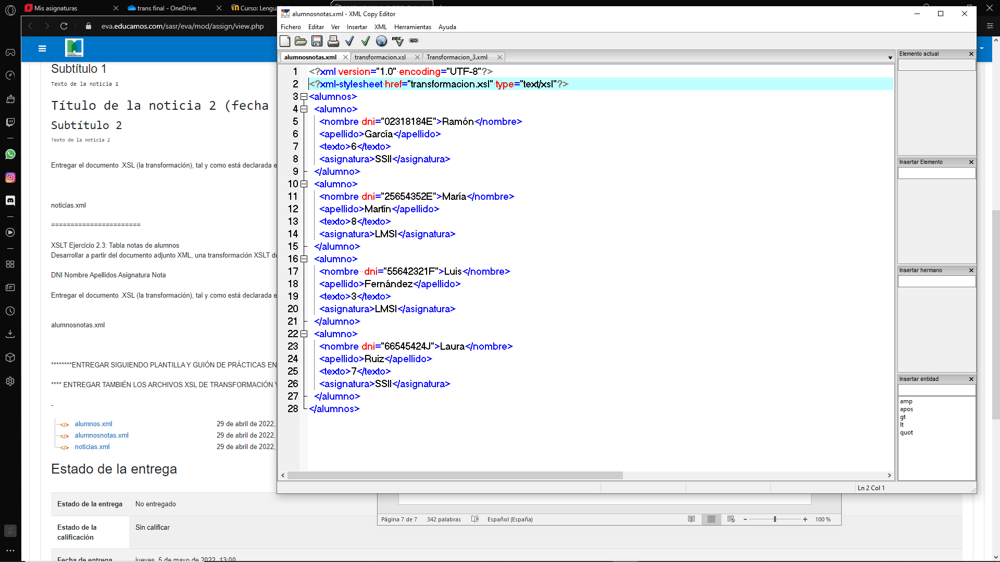 Mis asignaturas
trans final - OneDrive
Curso: Lengu
eva.educamos.com/sasr/eva/mod/assign/view.php
Subtítulo 1
Texto de la noticia 1
Título de la noticia 2 (fecha
Subtítulo 2
Texto de la noticia 2
Entregar el documento .XSL (la transformación), tal y como está declarada e
noticias.xml
=======================
XSLT Ejercicio 2.3: Tabla notas de alumnos
Desarrollar a partir del documento adjunto XML, una transformación XSLT de
DNI Nombre Apellidos Asignatura Nota
Entregar el documento .XSL (la transformación), tal y como está declarada e
alumnosnotas.xml
********ENTREGAR SIGUIENDO PLANTILLA Y GUIÓN DE PRÁCTICAS EN
**** ENTREGAR TAMBIÉN LOS ARCHIVOS XSL DE TRANSFORMACIÓN Y
-
alumnos.xml 29 de abril de 2022,
alumnosnotas.xml 29 de abril de 2022,
noticias.xml 29 de abril de 2022,
Estado de la entrega
Estado de la entrega No entregado
Estado de la calificación Sin calificar
Fecha de entrega jueves, 5 de mayo de 2022, 13:00
alumnosnotas.xml - XML Copy Editor
Fichero Editar Ver Insertar XML Herramientas Ayuda
ABC
alumnosnotas.xml transformacion.xsl Transformacion_3.xml
1 <?xml version="1.0" encoding="UTF-8"?>
2 <?xml-stylesheet href="transformacion.xsl" type="text/xsl"?>
3 <alumnos>
4 <alumno>
5 <nombre dni="02318184E">Ramón</nombre>
6 <apellido>García</apellido>
7 <texto>6</texto>
8 <asignatura>SSII</asignatura>
9 </alumno>
10 <alumno>
11 <nombre dni="25654352E">María</nombre>
12 <apellido>Martín</apellido>
13 <texto>8</texto>
14 <asignatura>LMSI</asignatura>
15 </alumno>
16 <alumno>
17 <nombre  dni="55642321F">Luis</nombre>
18 <apellido>Fernández</apellido>
19 <texto>3</texto>
20 <asignatura>LMSI</asignatura>
21 </alumno>
22 <alumno>
23 <nombre dni="66545424J">Laura</nombre>
24 <apellido>Ruiz</apellido>
25 <texto>7</texto>
26 <asignatura>SSII</asignatura>
27 </alumno>
28 </alumnos>
Elemento actual
Insertar Elemento
Insertar hermano
Insertar entidad
amp
apos
gt
lt
quot
Ln 2 Col 1
Página 7 de 7 342 palabras Español (España) 100 %